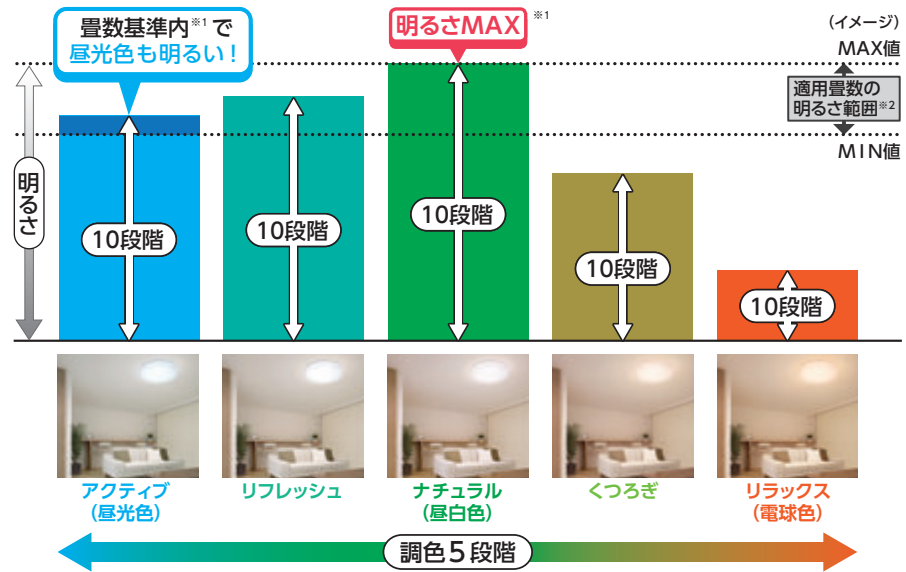 畳数基準内※1で
昼光色も明るい！
明るさMAX ※1
（イメージ）
MAX値
適用畳数の
明るさ範囲※2
MIN値
明るさ
10段階
10段階
10段階
10段階
10段階
アクティブ
（昼光色）
リフレッシュ
ナチュラル
（昼白色）
くつろぎ
リラックス
（電球色）
調色5段階